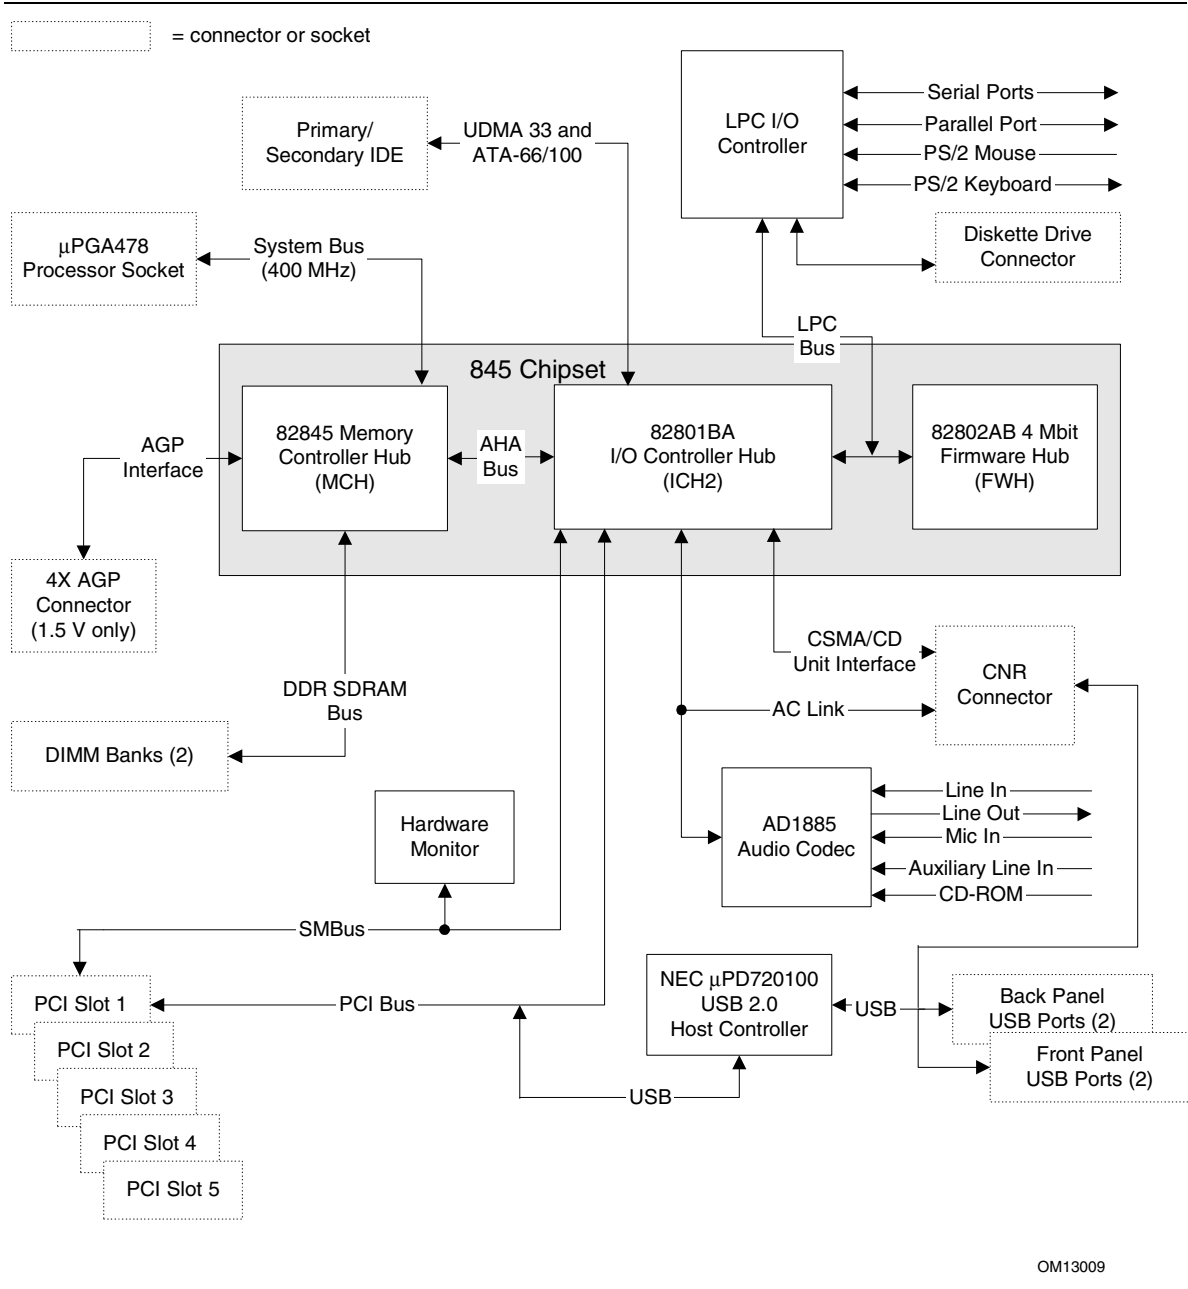 = connector or socket
Primary/
Secondary IDE
UDMA 33 and
ATA-66/100
LPC I/O
Controller
Serial Ports
Parallel Port
PS/2 Mouse
PS/2 Keyboard
μPGA478
Processor Socket
System Bus
(400 MHz)
Diskette Drive
Connector
LPC
Bus
845 Chipset
AGP
Interface
82845 Memory
Controller Hub
(MCH)
AHA
Bus
82801BA
I/O Controller Hub
(ICH2)
82802AB 4 Mbit
Firmware Hub
(FWH)
4X AGP
Connector
(1.5 V only)
CSMA/CD
Unit Interface
CNR
Connector
DDR SDRAM
Bus
AC Link
DIMM Banks (2)
Hardware
Monitor
AD1885
Audio Codec
Line In
Line Out
Mic In
Auxiliary Line In
CD-ROM
SMBus
PCI Slot 1
PCI Bus
NEC μPD720100
USB 2.0
Host Controller
USB
Back Panel
USB Ports (2)
Front Panel
USB Ports (2)
PCI Slot 2
PCI Slot 3
USB
PCI Slot 4
PCI Slot 5
OM13009